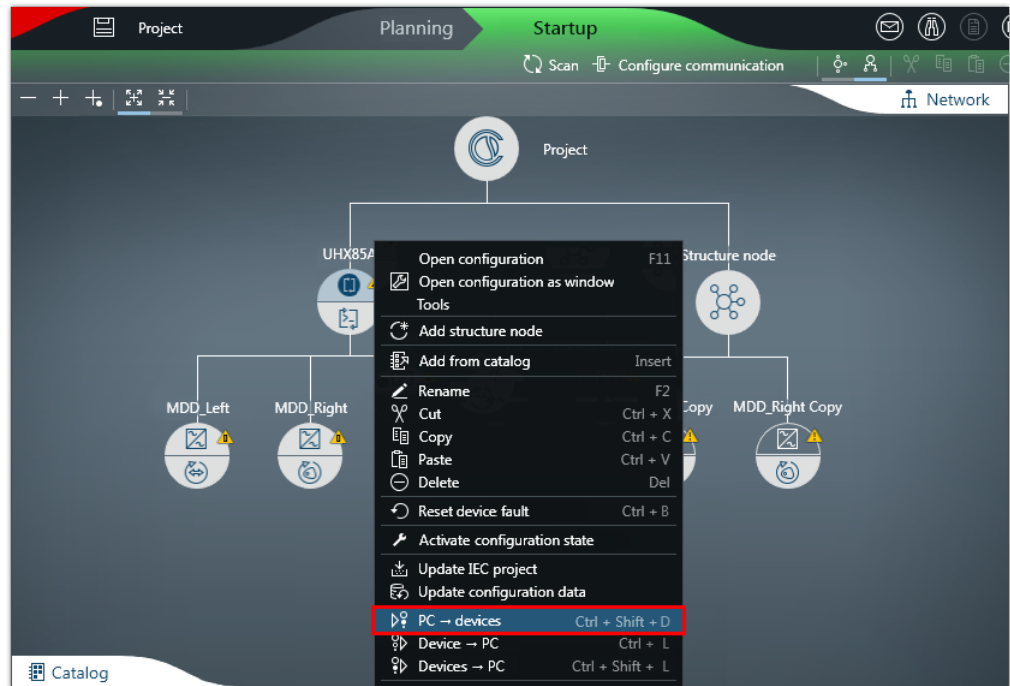 Project
Planning
Startup
Scan
Configure communication
Network
Project
UHX85A
Structure node
MDD_Left
MDD_Right
Copy
MDD_Right Copy
Open configuration F11
Open configuration as window
Tools
Add structure node
Add from catalog Insert
Rename F2
Cut Ctrl + X
Copy Ctrl + C
Paste Ctrl + V
Delete Del
Reset device fault Ctrl + B
Activate configuration state
Update IEC project
Update configuration data
PC → devices Ctrl + Shift + D
Device → PC Ctrl + L
Devices → PC Ctrl + Shift + L
Catalog